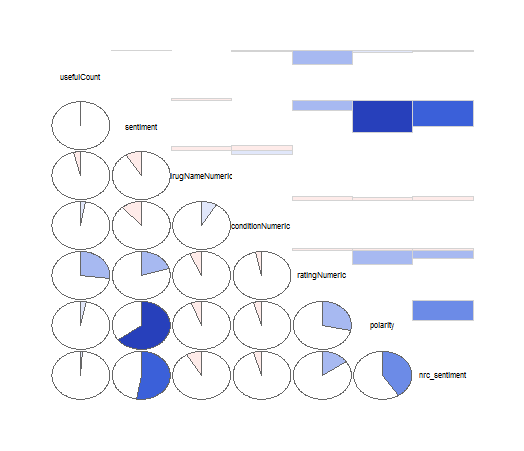 usefulCount
sentiment
drugNameNumeric
conditionNumeric
ratingNumeric
polarity
nrc_sentiment